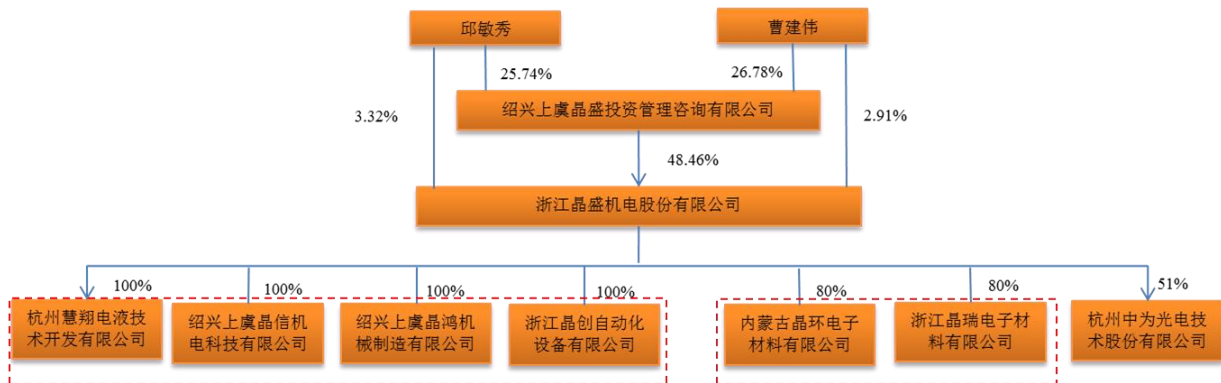 邱敏秀
曹建伟
25.74%
26.78%
3.32%
绍兴上虞晶盛投资管理咨询有限公司
2.91%
48.46%
浙江晶盛机电股份有限公司
100%
100%
100%
100%
80%
80%
51%
杭州慧翔电液技
术开发有限公司
绍兴上虞晶信机
电科技有限公司
绍兴上虞晶鸿机
械制造有限公司
浙江晶创自动化
设备有限公司
内蒙古晶环电子
材料有限公司
浙江晶瑞电子材
料有限公司
杭州中为光电技
术股份有限公司